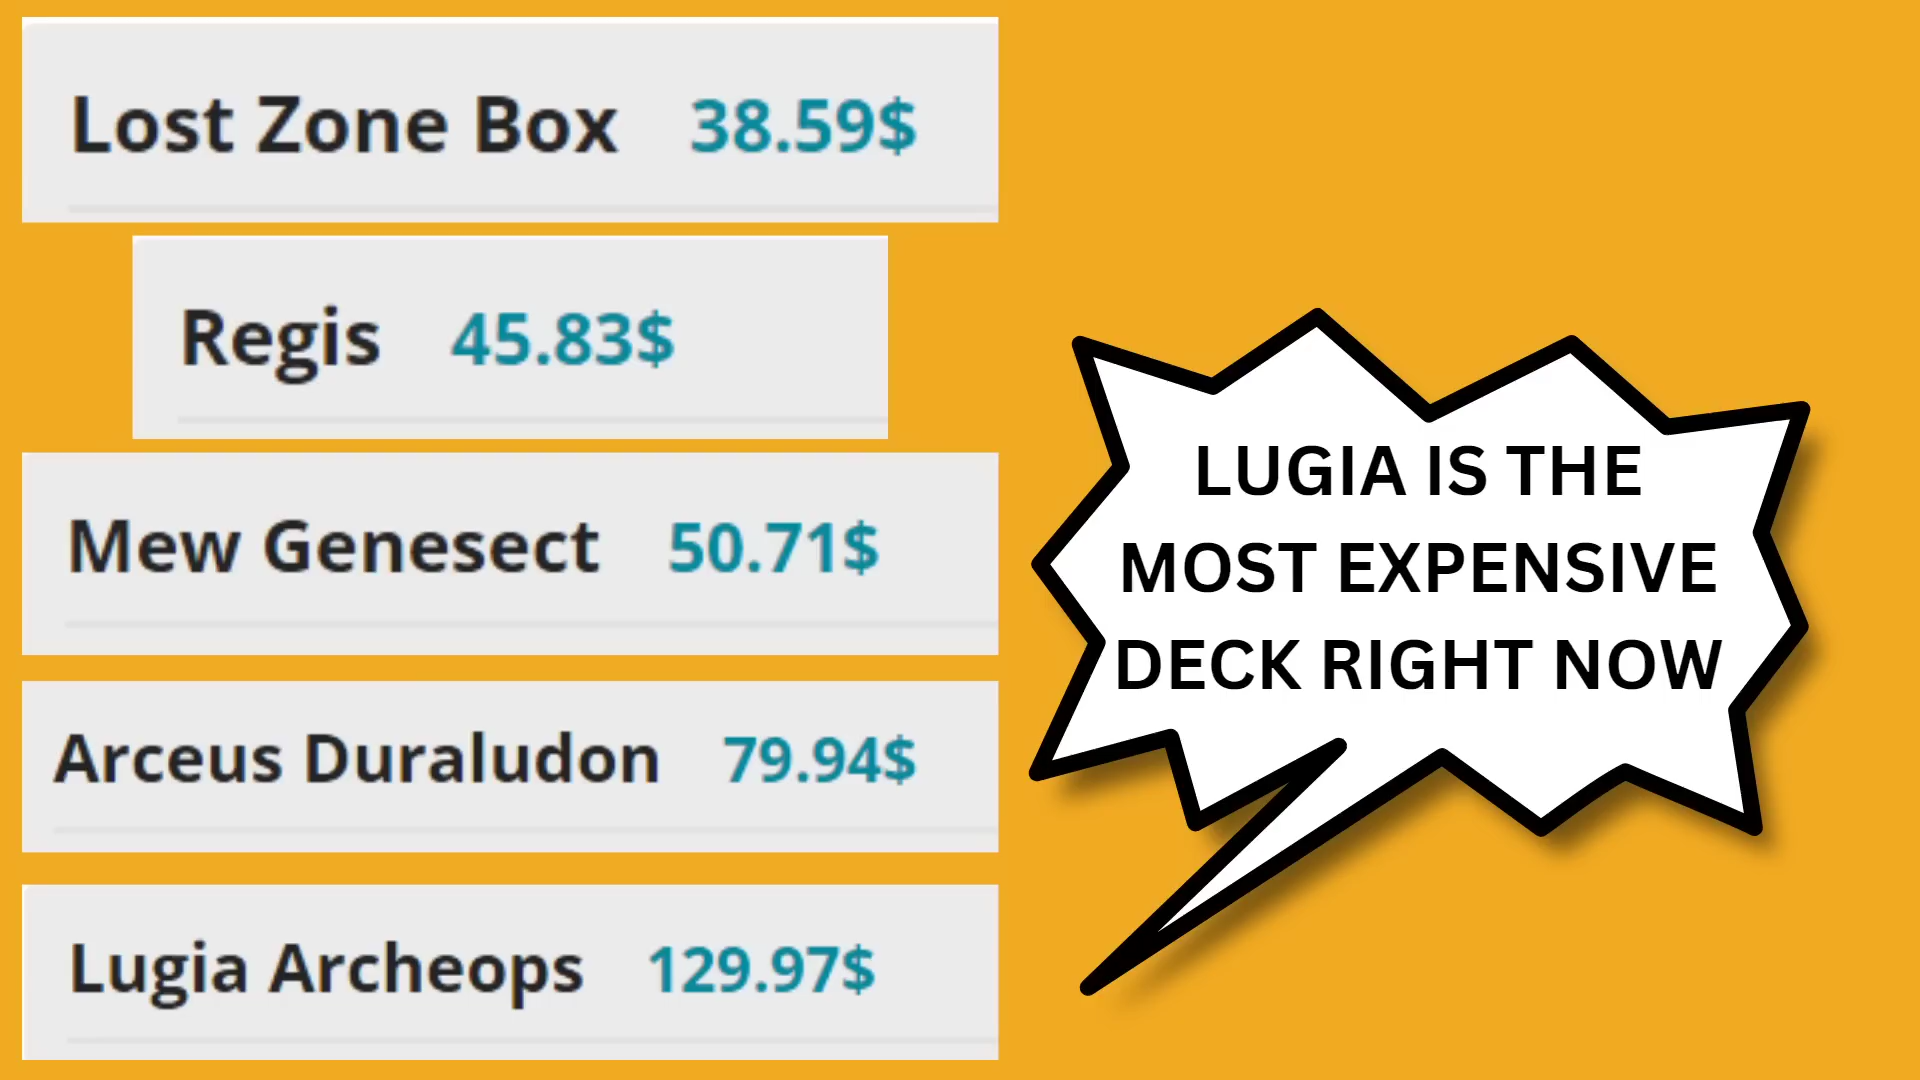 Lost Zone Box 38.59$
Regis 45.83$
Mew Genesect 50.71$
Arceus Duraludon 79.94$
Lugia Archeops 129.97$
LUGIA IS THE
MOST EXPENSIVE
DECK RIGHT NOW